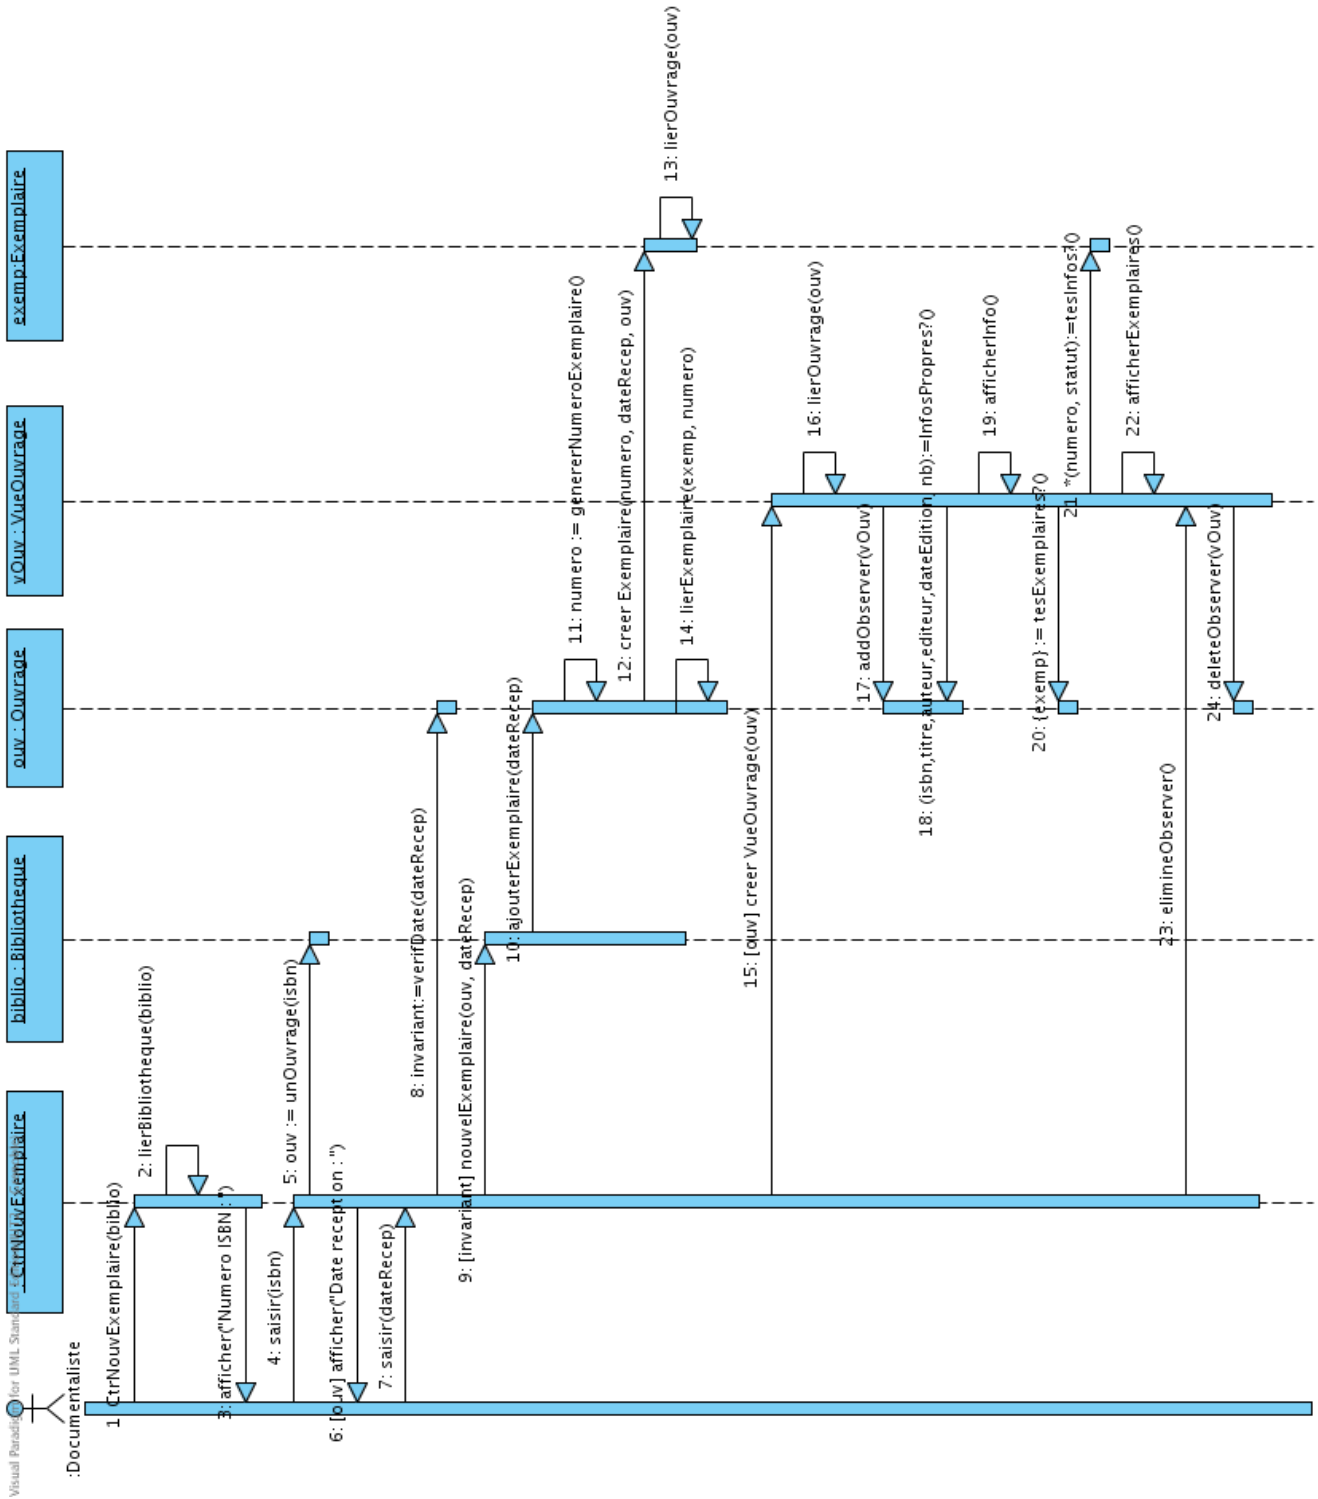 Visual Paradigm for UML Standard
:Documentaliste
: CtrNouvExemplaire
biblio : Bibliotheque
ouv : Ouvrage
vOuv : VueOuvrage
exemp:Exemplaire
1 CtrNouvExemplaire(biblio)
2: lierBibliotheque(biblio)
3: afficher("Numero ISBN : ")
4: saisir(isbn)
5: ouv := unOuvrage(isbn)
6: [ouv] afficher("Date reception : ")
7: saisir(dateRecep)
8: invariant:=verifDate(dateRecep)
9: [invariant] nouvelExemplaire(ouv, dateRecep)
10: ajouterExemplaire(dateRecep)
11: numero := genererNumeroExemplaire()
12: creer Exemplaire(numero, dateRecep, ouv)
13: lierOuvrage(ouv)
14: lierExemplaire(exemp, numero)
15: [ouv] creer VueOuvrage(ouv)
16: lierOuvrage(ouv)
17: addObserver(vOuv)
18: (isbn,titre,auteur,editeur,dateEdition, nb):=InfosPropres?()
19: afficherInfo()
20: {exemp} := tesExemplaires?()
21 *(numero, statut):=tesInfos?()
22: afficherExemplaires()
23: elimineObserver()
24: deleteObserver(vOuv)